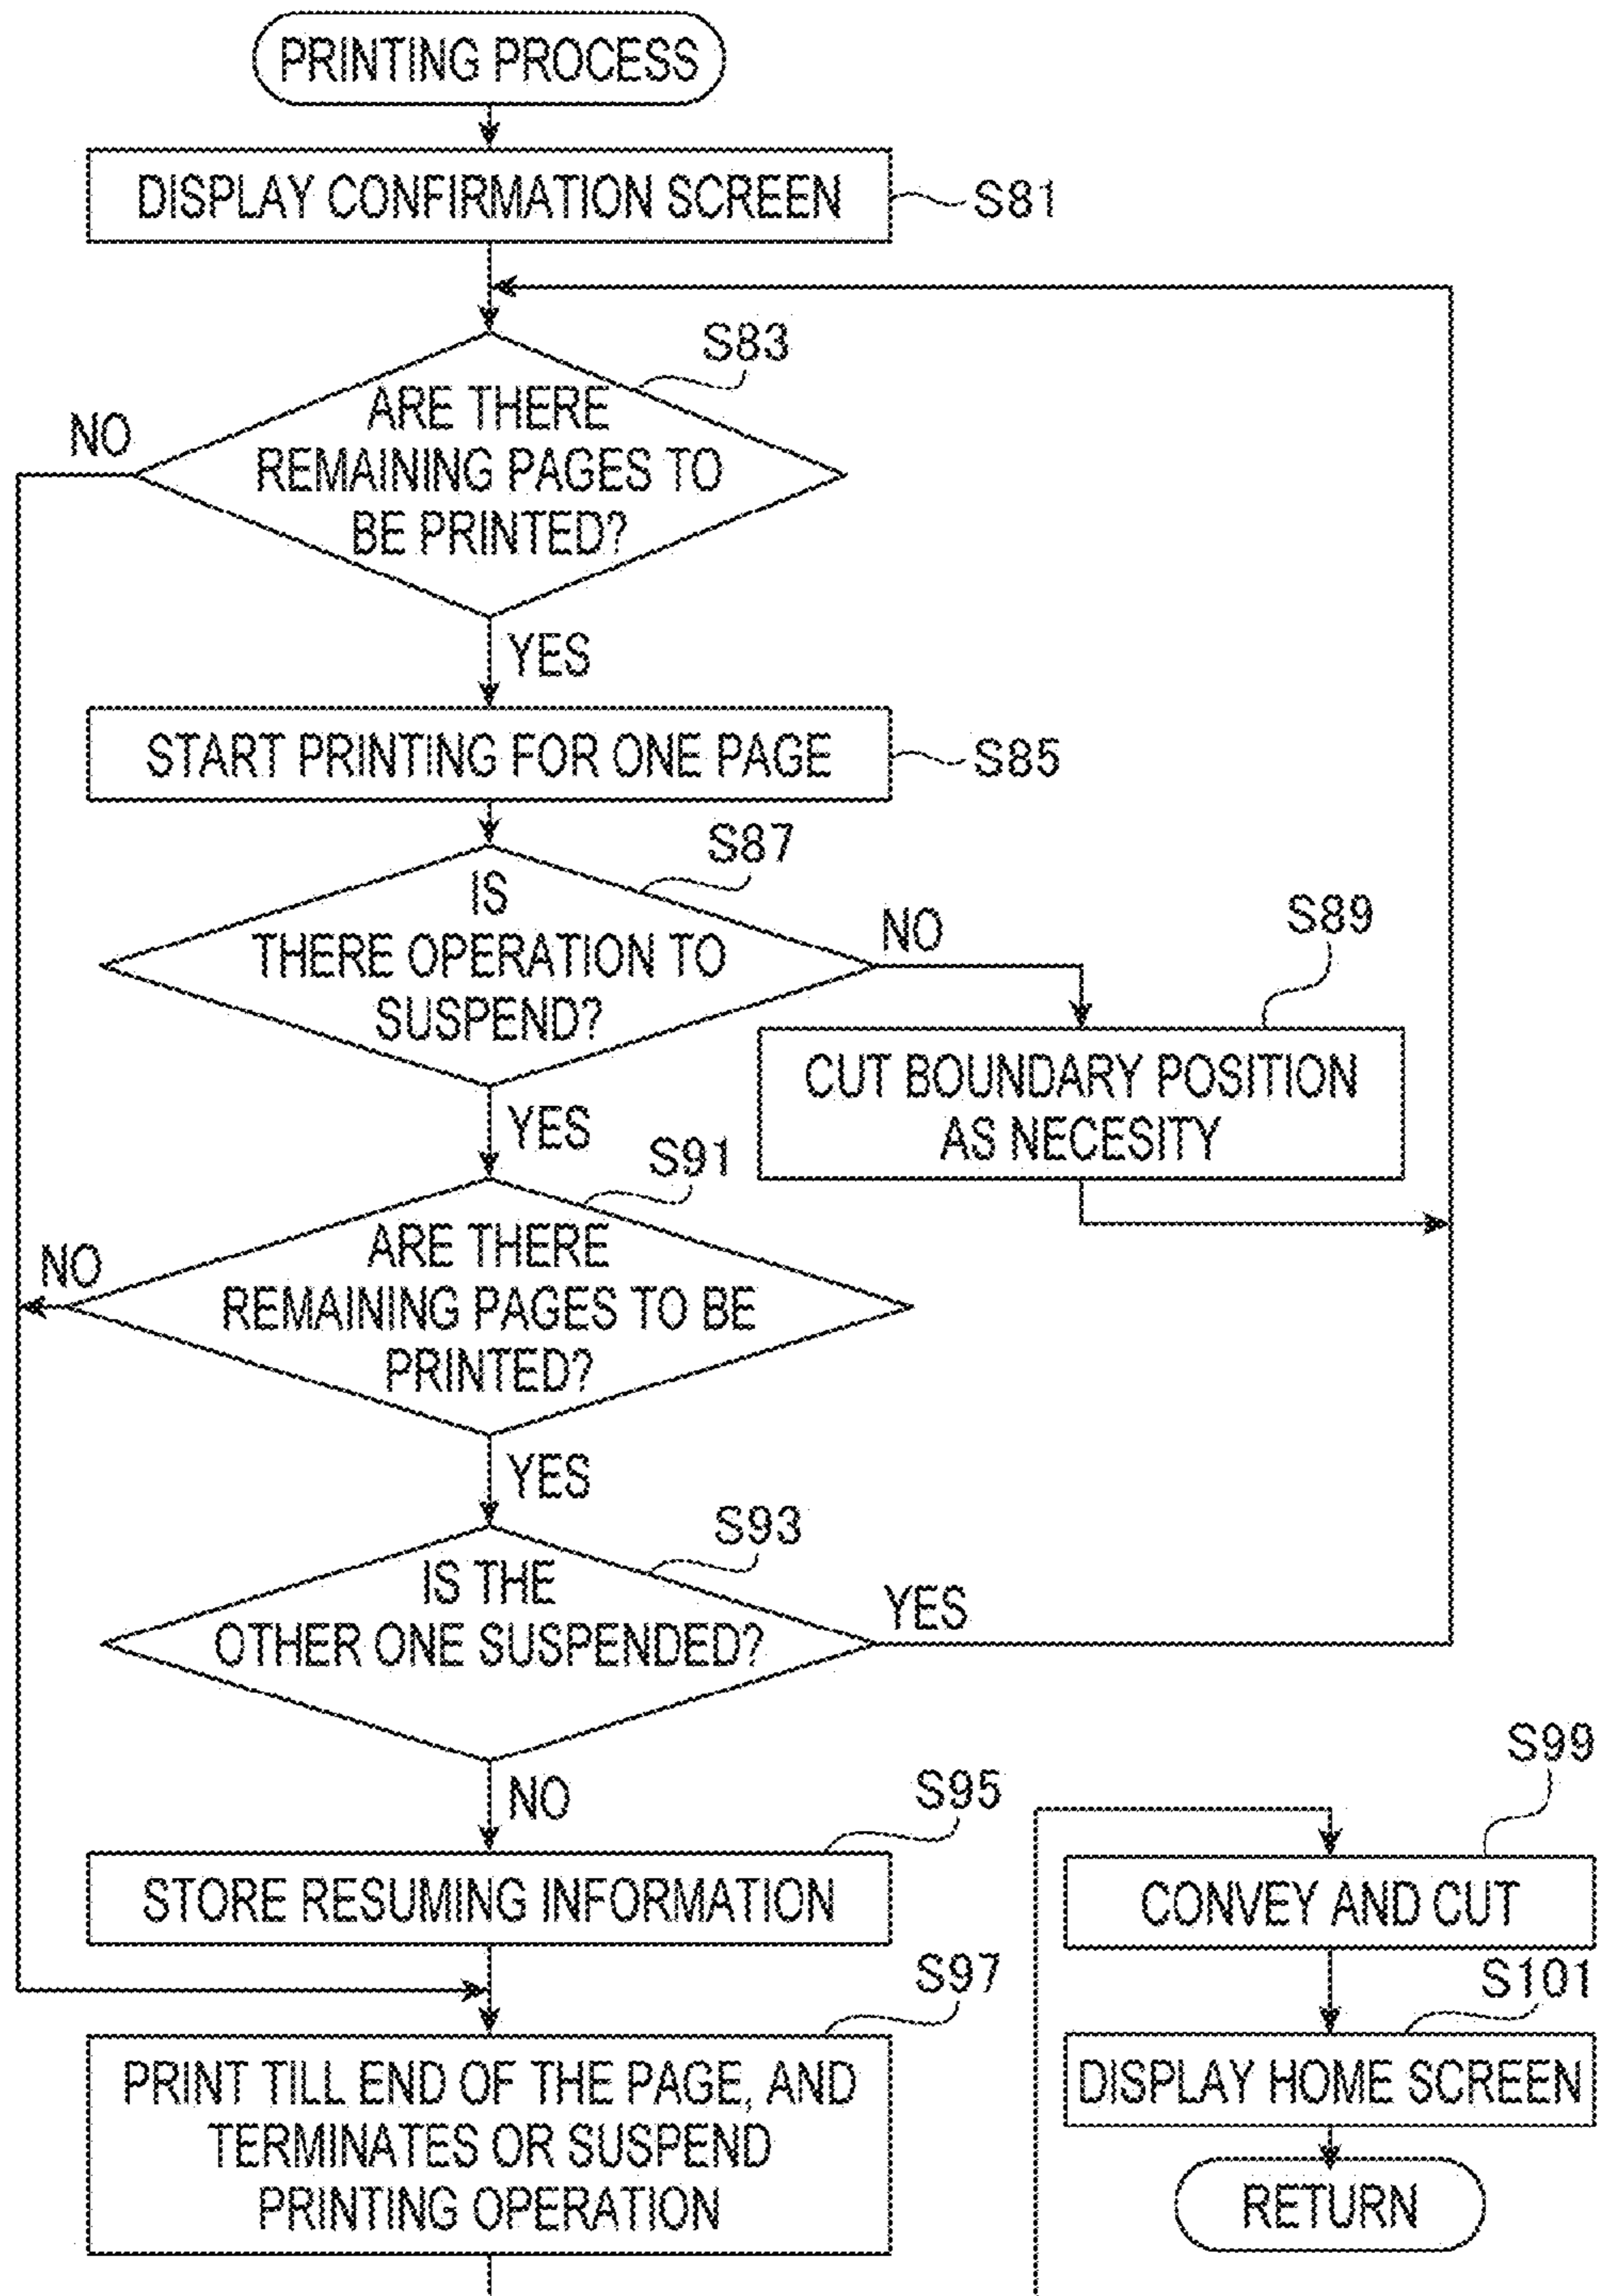 PRINTING PROCESS
DISPLAY CONFIRMATION SCREEN
S81
S83
ARE THERE
REMAINING PAGES TO
BE PRINTED?
NO
YES
START PRINTING FOR ONE PAGE
S85
S87
IS
THERE OPERATION TO
SUSPEND?
NO
YES
S89
CUT BOUNDARY POSITION
AS NECESITY
S91
ARE THERE
REMAINING PAGES TO BE
PRINTED?
NO
YES
S93
IS THE
OTHER ONE SUSPENDED?
YES
NO
S95
STORE RESUMING INFORMATION
S97
PRINT TILL END OF THE PAGE, AND
TERMINATES OR SUSPEND
PRINTING OPERATION
S99
CONVEY AND CUT
S101
DISPLAY HOME SCREEN
RETURN